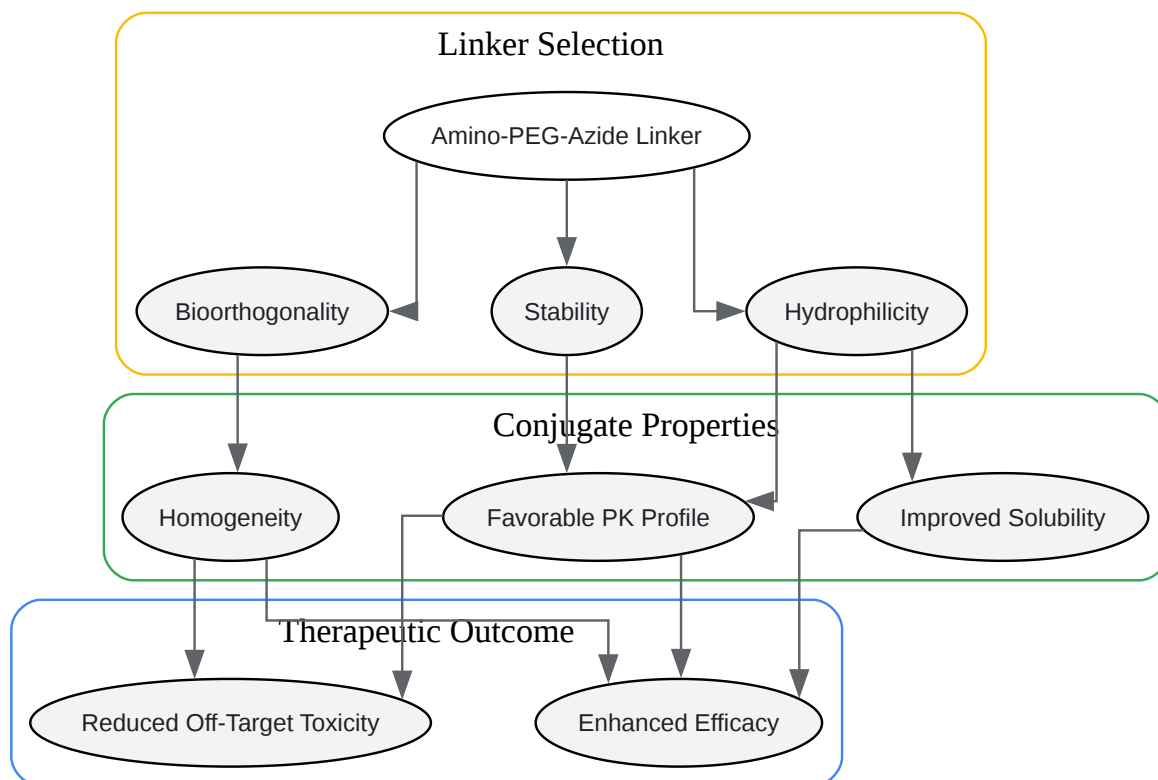 Linker Selection
Amino-PEG-Azide Linker
Bioorthogonality
Stability
Hydrophilicity
Conjugate Properties
Homogeneity
Favorable PK Profile
Improved Solubility
Therapeutic Outcome
Reduced Off-Target Toxicity
Enhanced Efficacy